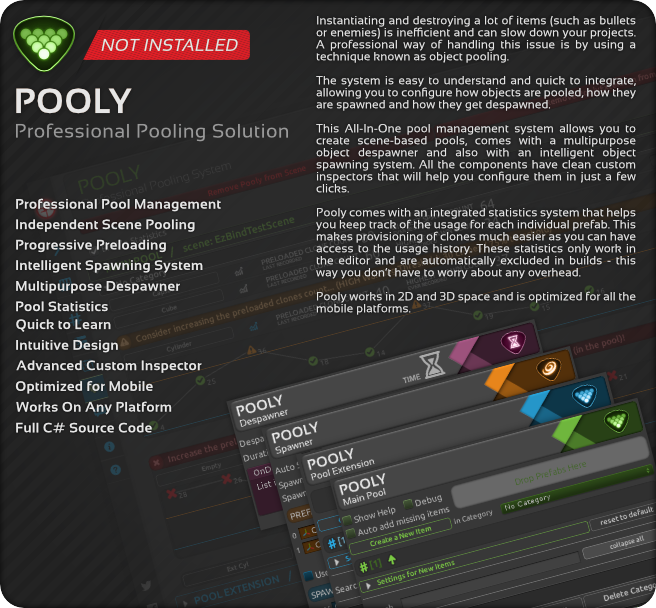 NOT INSTALLED
POOLY
Professional Pooling Solution
Professional Pool Management
Independent Scene Pooling
Progressive Preloading
Intelligent Spawning System
Multipurpose Despawner
Pool Statistics
Quick to Learn
Intuitive Design
Advanced Custom Inspector
Optimized for Mobile
Works On Any Platform
Full C# Source Code
Instantiating and destroying a lot of items (such as bullets
or enemies) is inefficient and can slow down your projects.
A professional way of handling this issue is by using a
technique known as object pooling.
The system is easy to understand and quick to integrate,
allowing you to configure how objects are pooled, how they
are spawned and how they get despawned.
This All-In-One pool management system allows you to
create scene-based pools, comes with a multipurpose
object despawner and also with an intelligent object
spawning system. All the components have clean custom
inspectors that will help you configure them in just a few
clicks.
Pooly comes with an integrated statistics system that helps
you keep track of the usage for each individual prefab. This
makes provisioning of clones much easier as you can have
access to the usage history. These statistics only work in
the editor and are automatically excluded in builds - this
way you don't have to worry about any overhead.
Pooly works in 2D and 3D space and is optimized for all the
mobile platforms.
POOLY
Despawner
TIME
POOLY
Spawner
POOLY
Pool Extension
POOLY
Main Pool
Drop Prefabs Here
Show Help
Debug
Auto add missing items
Create a New Item
in Category
No Category
reset to default
# [1]
collapse all
Settings for New Items
Delete Categ
POOLY
scene: EzBindTestScene
Cube
Cylinder
Empty
POOL EXTENSION /